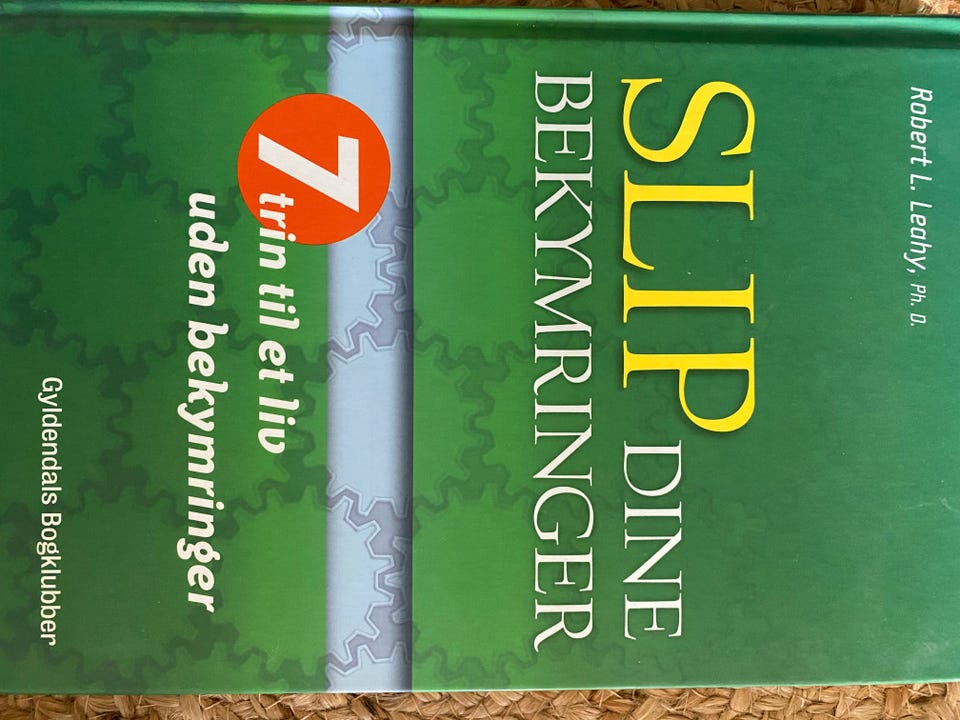 Robert L. Leahy, Ph. D.
SLIP DINE
BEKYMRINGER
7
trin til et liv
uden bekymringer
Gyldendals Bogklubber